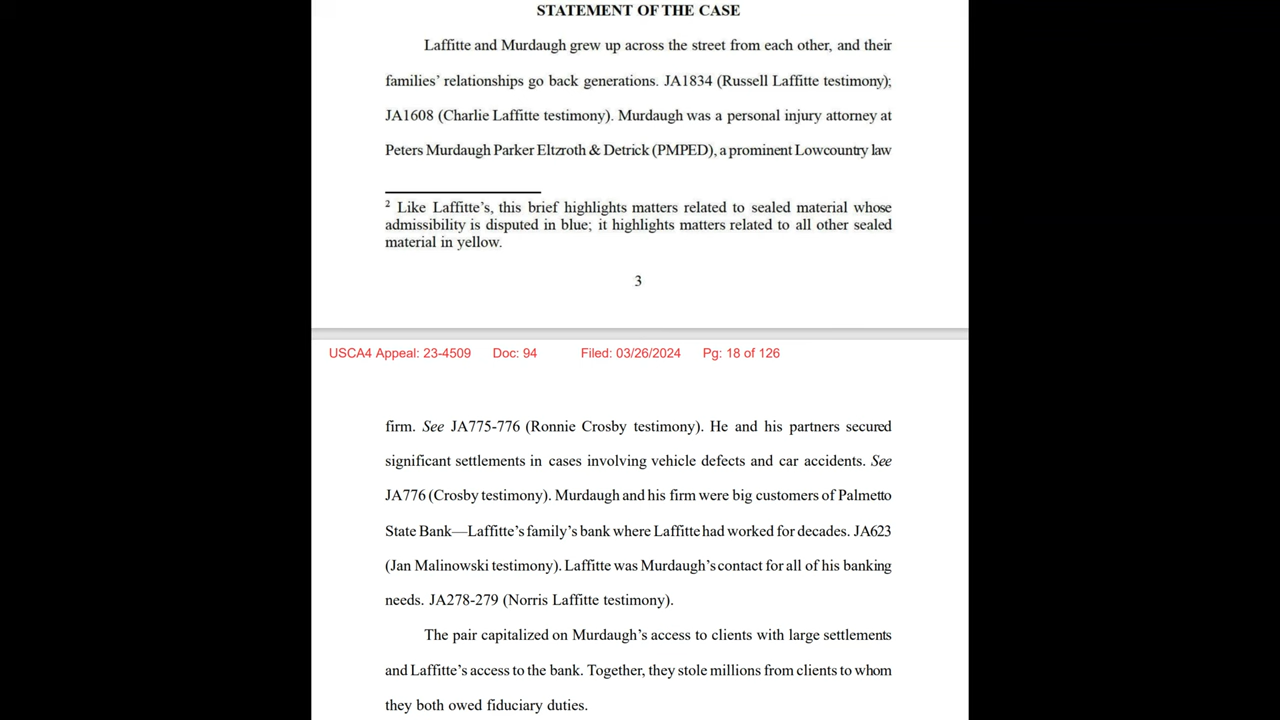 STATEMENT OF THE CASE
Laffitte and Murdaugh grew up across the street from each other, and their
families’ relationships go back generations. JA1834 (Russell Laffitte testimony);
JA1608 (Charlie Laffitte testimony). Murdaugh was a personal injury attorney at
Peters Murdaugh Parker Eltzroth & Detrick (PMPED), a prominent Lowcountry law
2 Like Laffitte’s, this brief highlights matters related to sealed material whose
admissibility is disputed in blue; it highlights matters related to all other sealed
material in yellow.
3
USCA4 Appeal: 23-4509 Doc: 94 Filed: 03/26/2024 Pg: 18 of 126
firm. See JA775-776 (Ronnie Crosby testimony). He and his partners secured
significant settlements in cases involving vehicle defects and car accidents. See
JA776 (Crosby testimony). Murdaugh and his firm were big customers of Palmetto
State Bank—Laffitte’s family’s bank where Laffitte had worked for decades. JA623
(Jan Malinowski testimony). Laffitte was Murdaugh’s contact for all of his banking
needs. JA278-279 (Norris Laffitte testimony).
The pair capitalized on Murdaugh’s access to clients with large settlements
and Laffitte’s access to the bank. Together, they stole millions from clients to whom
they both owed fiduciary duties.